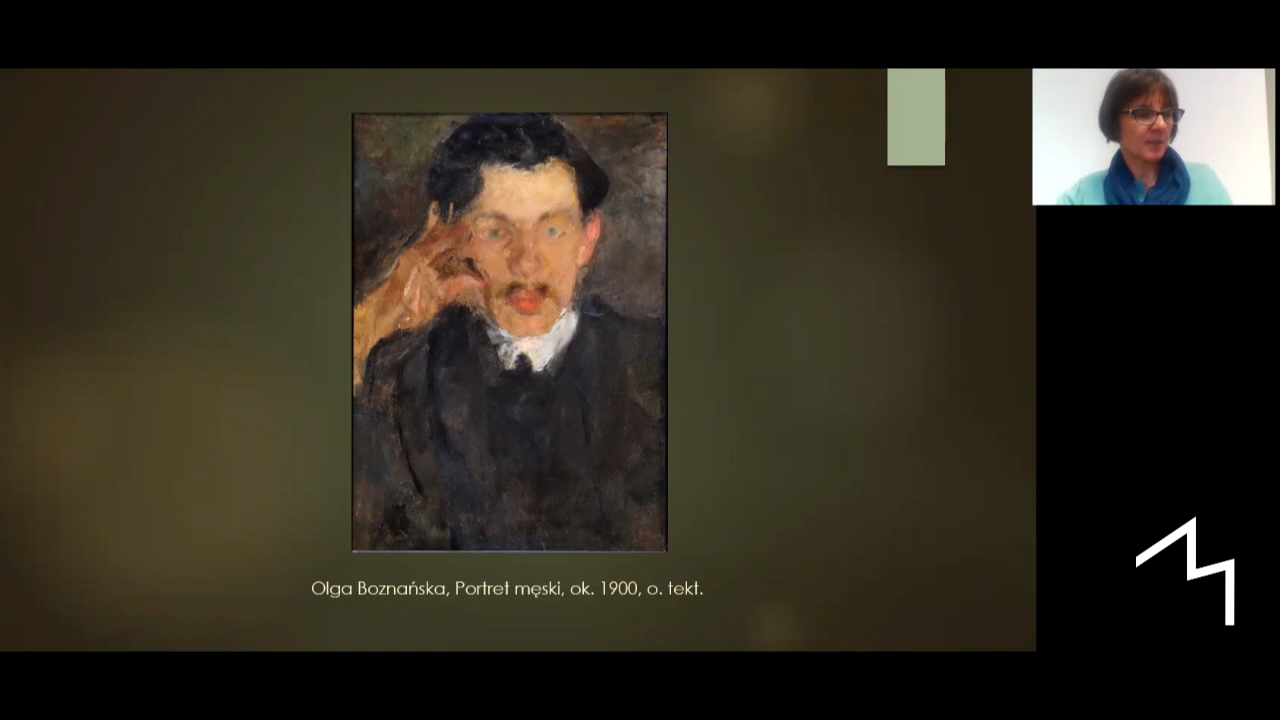 Olga Boznańska, Portret męski, ok. 1900, o. tekt.